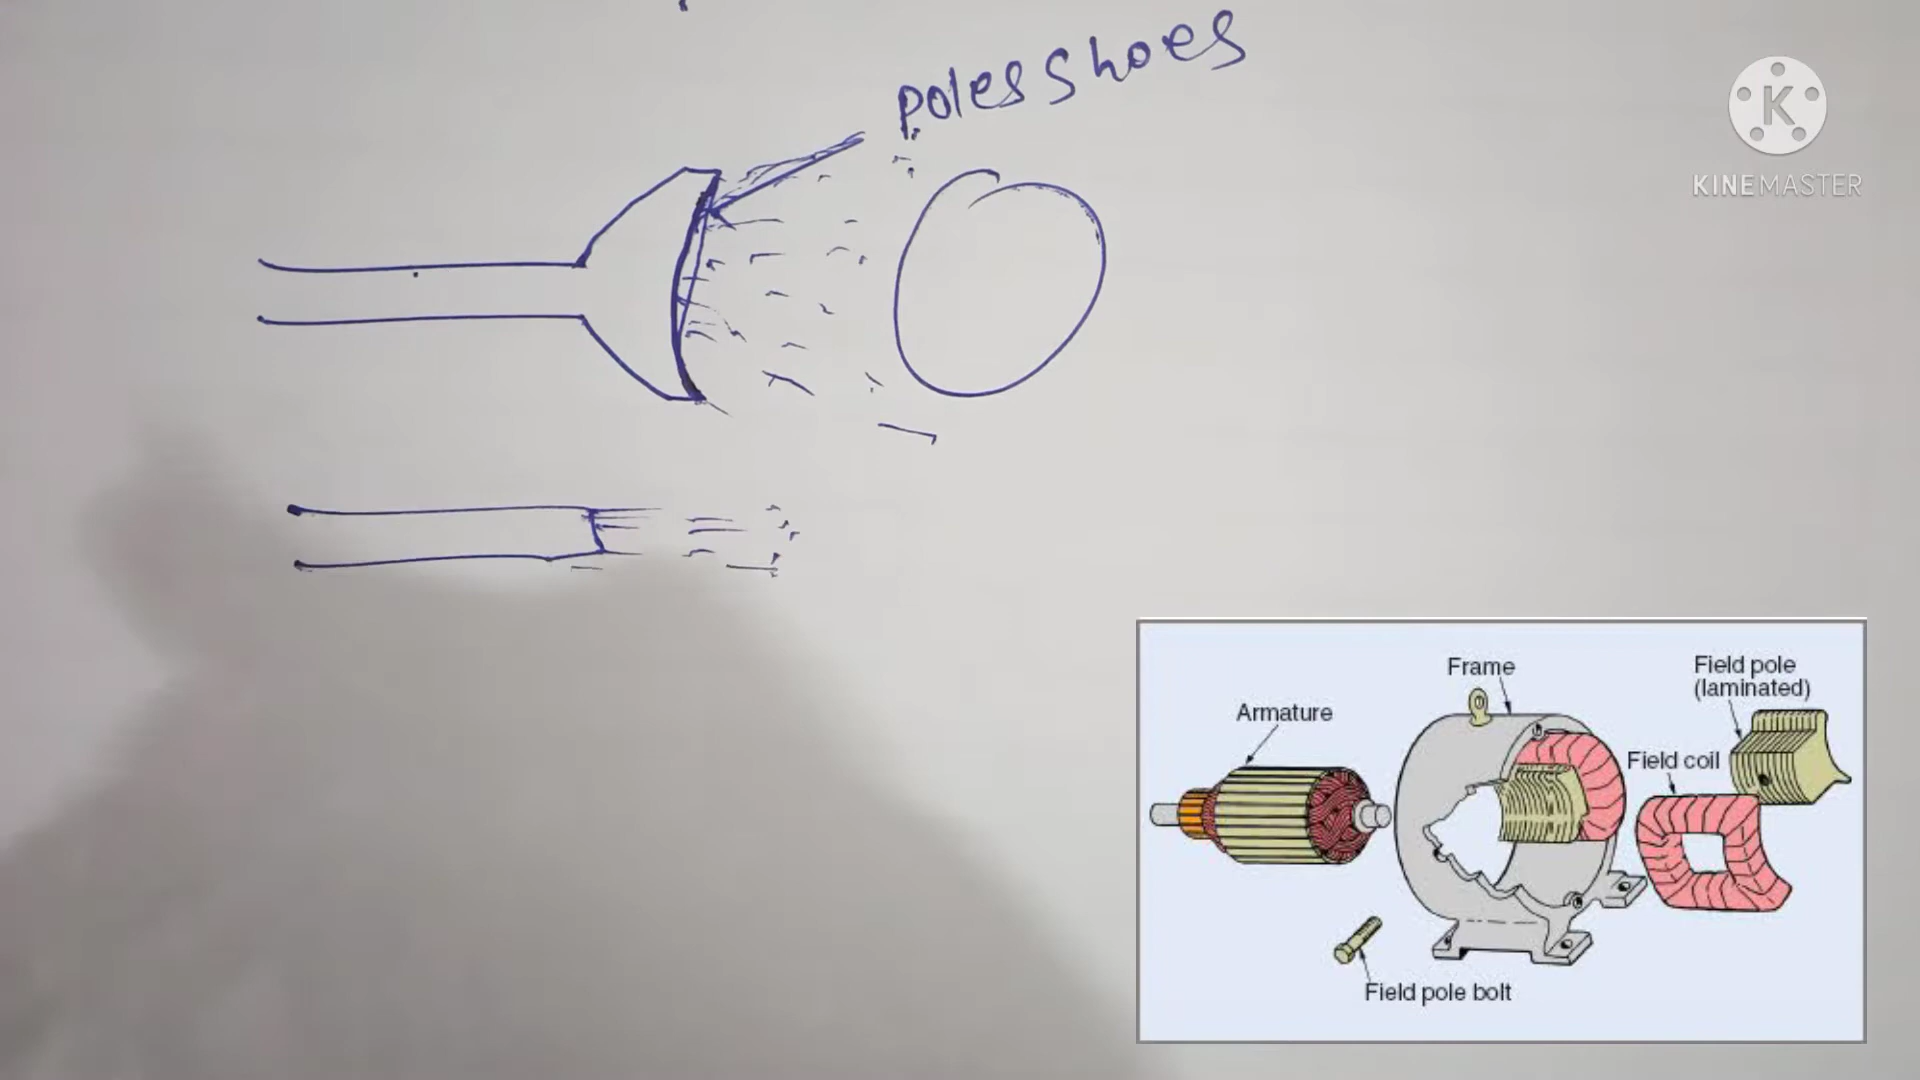 Poles Shoes
K
KINEMASTER
Frame
Field pole
(laminated)
Armature
Field coil
Field pole bolt